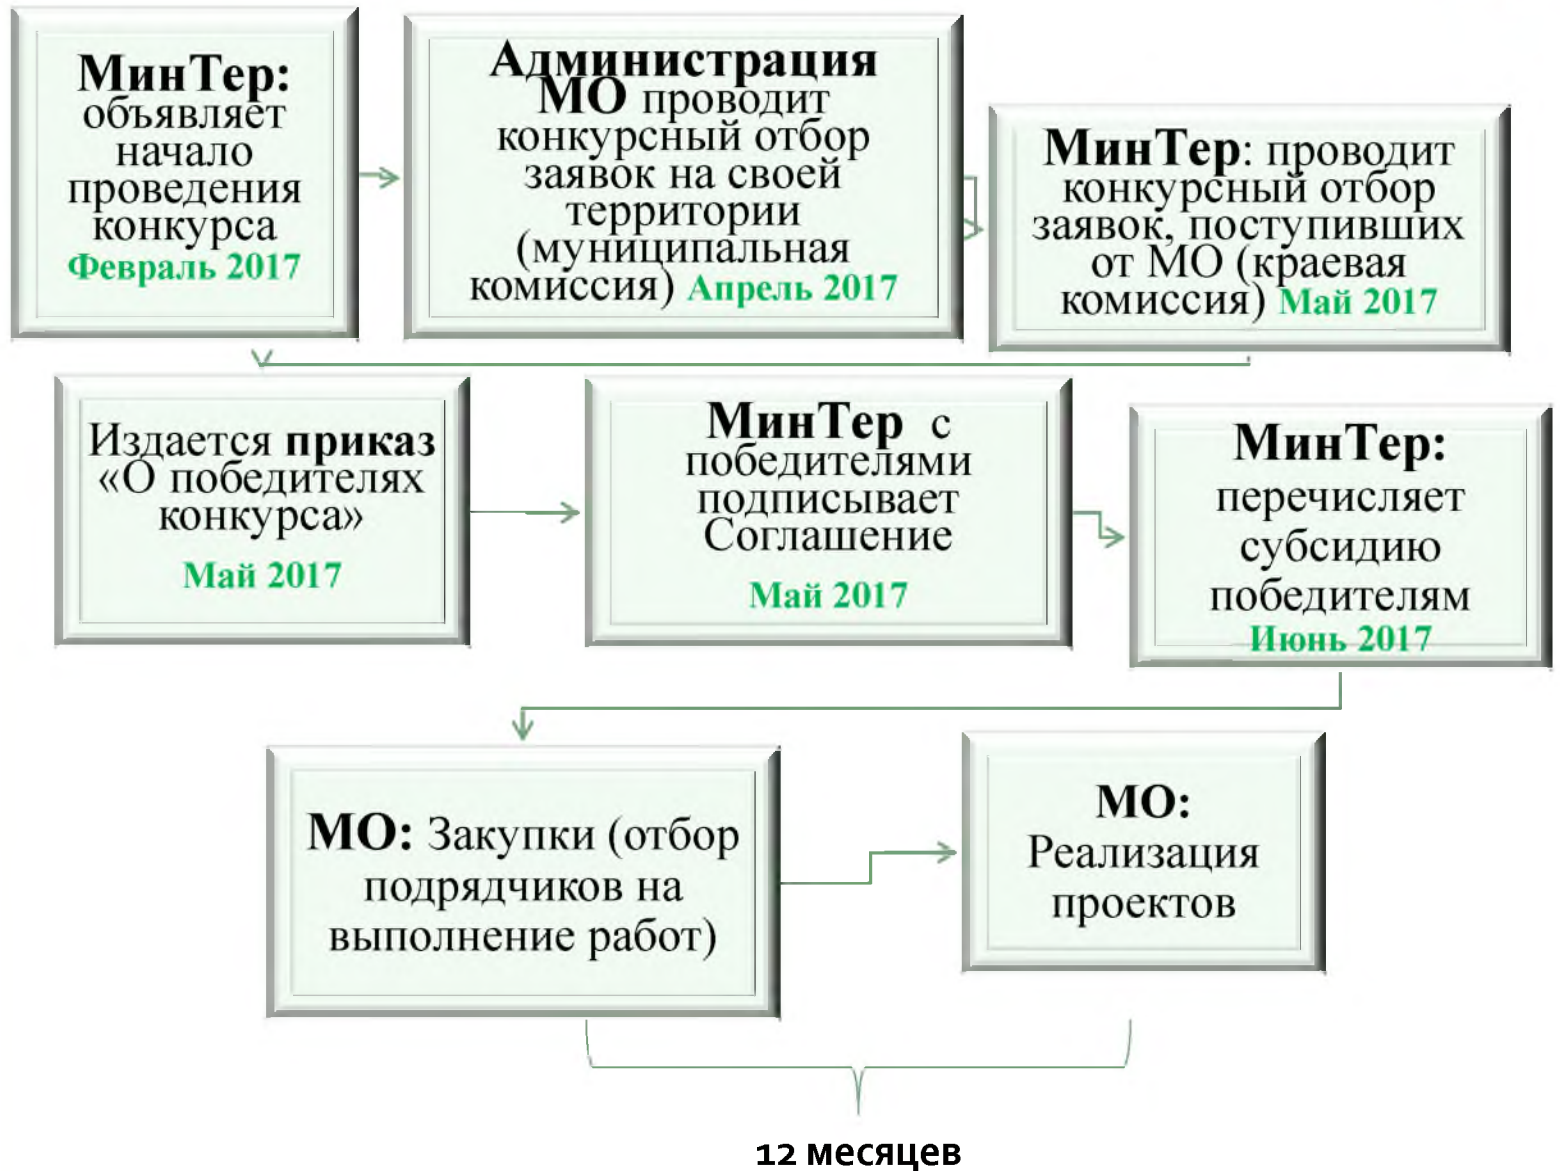 МинТер:
объявляет
начало
проведения
конкурса
Февраль 2017
Администрация
МО проводит
конкурсный отбор
заявок на своей
территории
(муниципальная
комиссия) Апрель 2017
МинТер: проводит
конкурсный отбор
заявок, поступивших
от МО (краевая
комиссия) Май 2017
Издается приказ
«О победителях
конкурса»
Май 2017
МинТер с
победителями
подписывает
Соглашение
Май 2017
МинТер:
перечисляет
субсидию
победителям
Июнь 2017
МО: Закупки (отбор
подрядчиков на
выполнение работ)
МО:
Реализация
проектов
12 месяцев